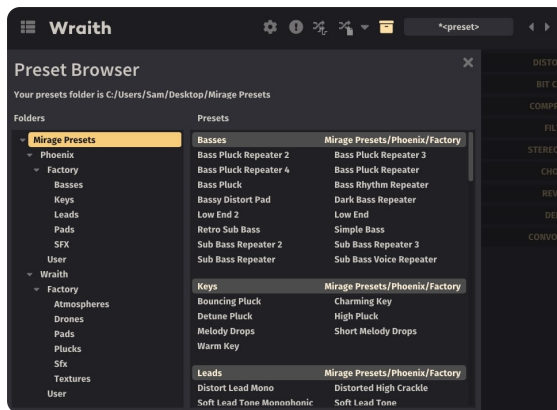 Wraith
*<preset>
Preset Browser
Your presets folder is C:/Users/Sam/Desktop/Mirage Presets
Folders
Presets
Mirage Presets
Phoenix
Factory
Basses
Keys
Leads
Pads
SFX
User
Wraith
Factory
Atmospheres
Drones
Pads
Plucks
Sfx
Textures
User
Basses Mirage Presets/Phoenix/Factory
Bass Pluck Repeater 2 Bass Pluck Repeater 3
Bass Pluck Repeater 4 Bass Pluck Repeater
Bass Pluck Bass Rhythm Repeater
Bassy Distort Pad Dark Bass Repeater
Low End 2 Low End
Retro Sub Bass Simple Bass
Sub Bass Repeater 2 Sub Bass Repeater 3
Sub Bass Repeater Sub Bass Voice Repeater
Keys Mirage Presets/Phoenix/Factory
Bouncing Pluck Charming Key
Detune Pluck High Pluck
Melody Drops Short Melody Drops
Warm Key
Leads Mirage Presets/Phoenix/Factory
Distort Lead Mono Distorted High Crackle
Soft Lead Tone Monophonic Soft Lead Tone
DISTO
BIT C
COMP
FIL
STEREO
CHO
REV
DE
CONVO